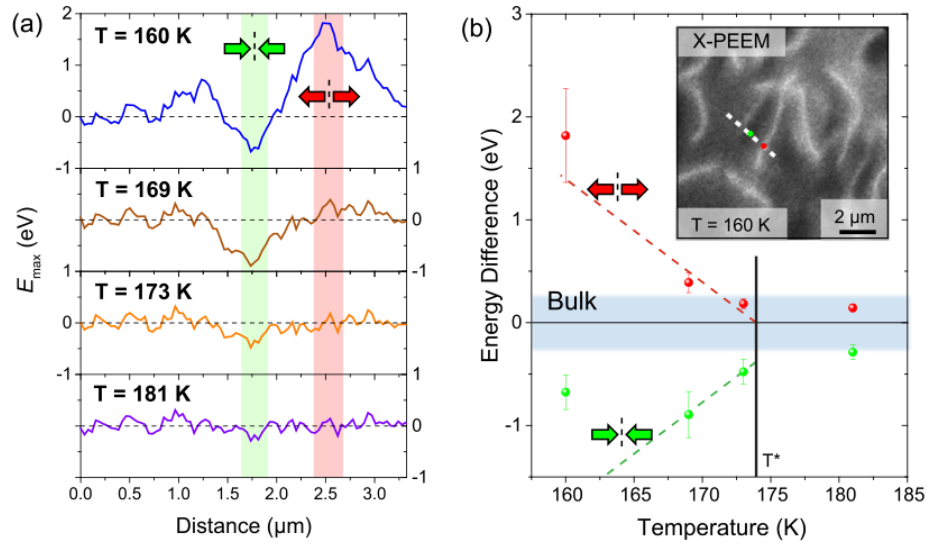 (a)
T = 160 K
2
1
0
-1
1
T = 169 K
0
-1
1
T = 173 K
0
-1
1
T = 181 K
0
-1
E_max (eV)
0.0 0.5 1.0 1.5 2.0 2.5 3.0
Distance (µm)
(b)
3
2
1
0
-1
Energy Difference (eV)
X-PEEM
T = 160 K
2 µm
Bulk
T*
160 165 170 175 180 185
Temperature (K)